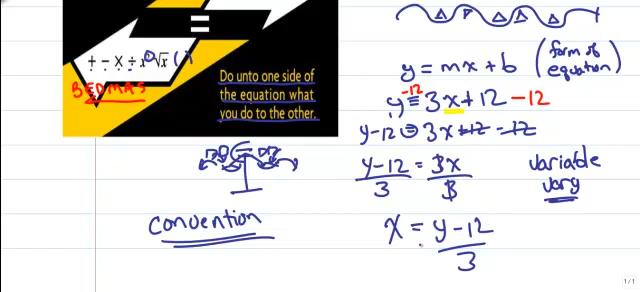 =
+ − × ÷ x⁰ √x ( )
BEDMAS
Do unto one side of
the equation what
you do to the other.
y = mx + b (form of equation)
y −12 = 3x + 12 − 12
y − 12 = 3x + 12 − 12
y − 12 / 3 = 3x / 3
variable
vary
convention
x = y − 12 / 3
1/1